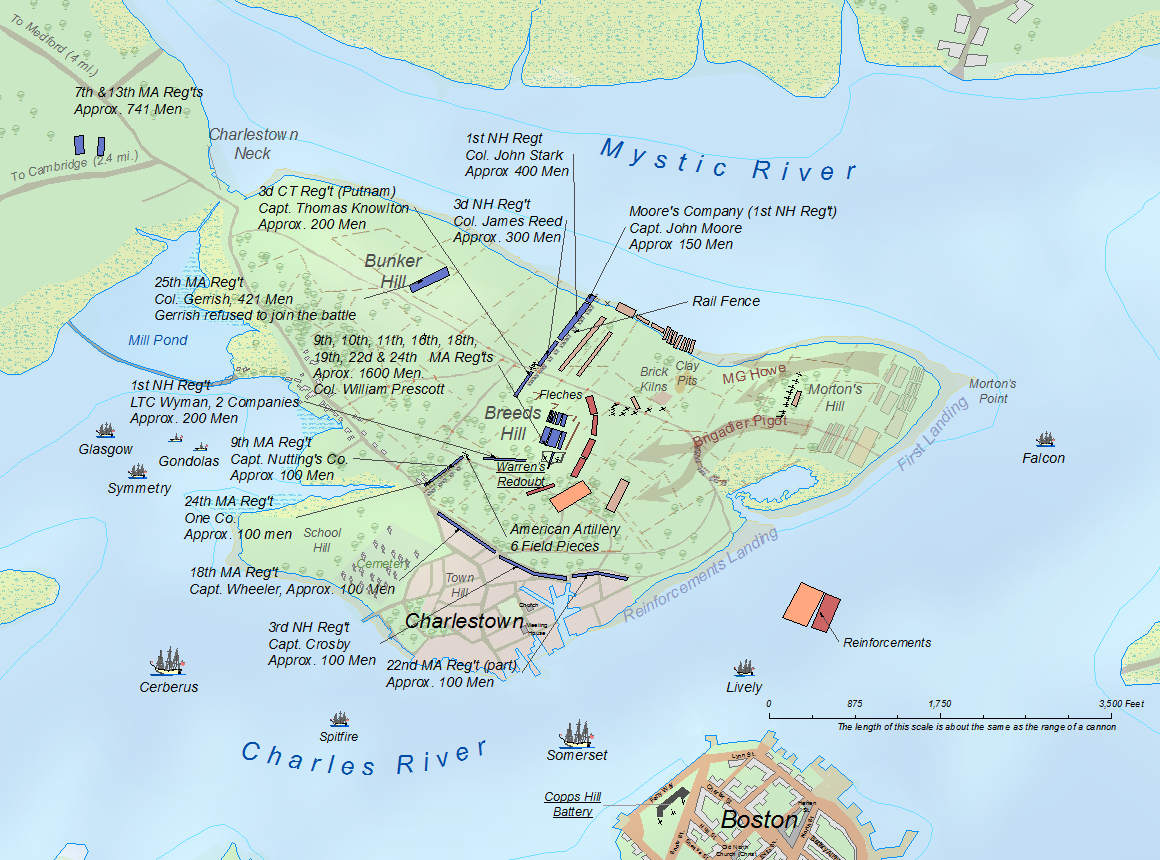 To Medford (4 mi.)
7th &13th MA Reg'ts
Approx. 741 Men
To Cambridge (2.4 mi.)
Charlestown
Neck
Mystic River
1st NH Regt
Col. John Stark
Approx 400 Men
3d CT Reg't (Putnam)
Capt. Thomas Knowlton
Approx. 200 Men
3d NH Reg't
Col. James Reed
Approx. 300 Men
Moore's Company (1st NH Reg't)
Capt. John Moore
Approx 150 Men
Bunker
Hill
25th MA Reg't
Col. Gerrish, 421 Men
Gerrish refused to join the battle
Rail Fence
Mill Pond
9th, 10th, 11th, 16th, 18th,
19th, 22d & 24th MA Reg'ts
Aprox. 1600 Men.
Col. William Prescott
Brick
Kilns
Clay
Pits
MG Howe
Morton's
Hill
Morton's
Point
1st NH Reg't
LTC Wyman, 2 Companies
Approx. 200 Men
Fleches
Breeds
Hill
Brigadier Pigot
First Landing
Glasgow
Gondolas
Symmetry
9th MA Reg't
Capt. Nutting's Co.
Approx 100 Men
Warren's
Redoubt
Falcon
24th MA Reg't
One Co.
Approx. 100 men
School
Hill
American Artillery
6 Field Pieces
Cemetery
18th MA Reg't
Capt. Wheeler, Approx. 100 Men
Town
Hill
Reinforcements Landing
Church
Charlestown
Meeting
House
3rd NH Reg't
Capt. Crosby
Approx. 100 Men
22nd MA Reg't (part)
Approx. 100 Men
Reinforcements
Cerberus
Lively
0 875 1,750 3,500 Feet
The length of this scale is about the same as the range of a cannon
Spitfire
Charles River
Somerset
Copps Hill
Battery
Lynn St.
Boston
Old North
Church (Christ)